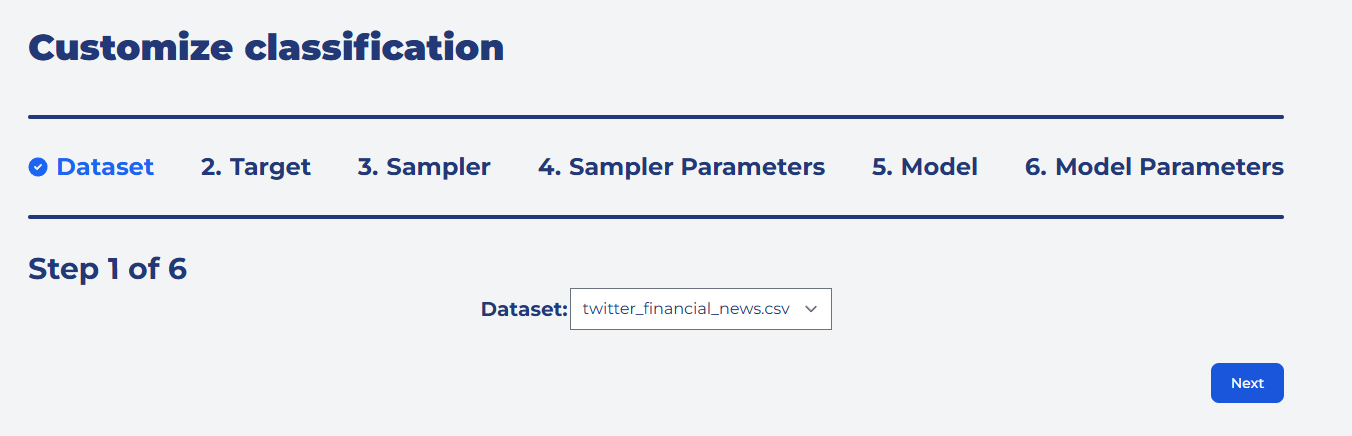 Customize classification
Dataset 2. Target 3. Sampler 4. Sampler Parameters 5. Model 6. Model Parameters
Step 1 of 6
Dataset: twitter_financial_news.csv
Next